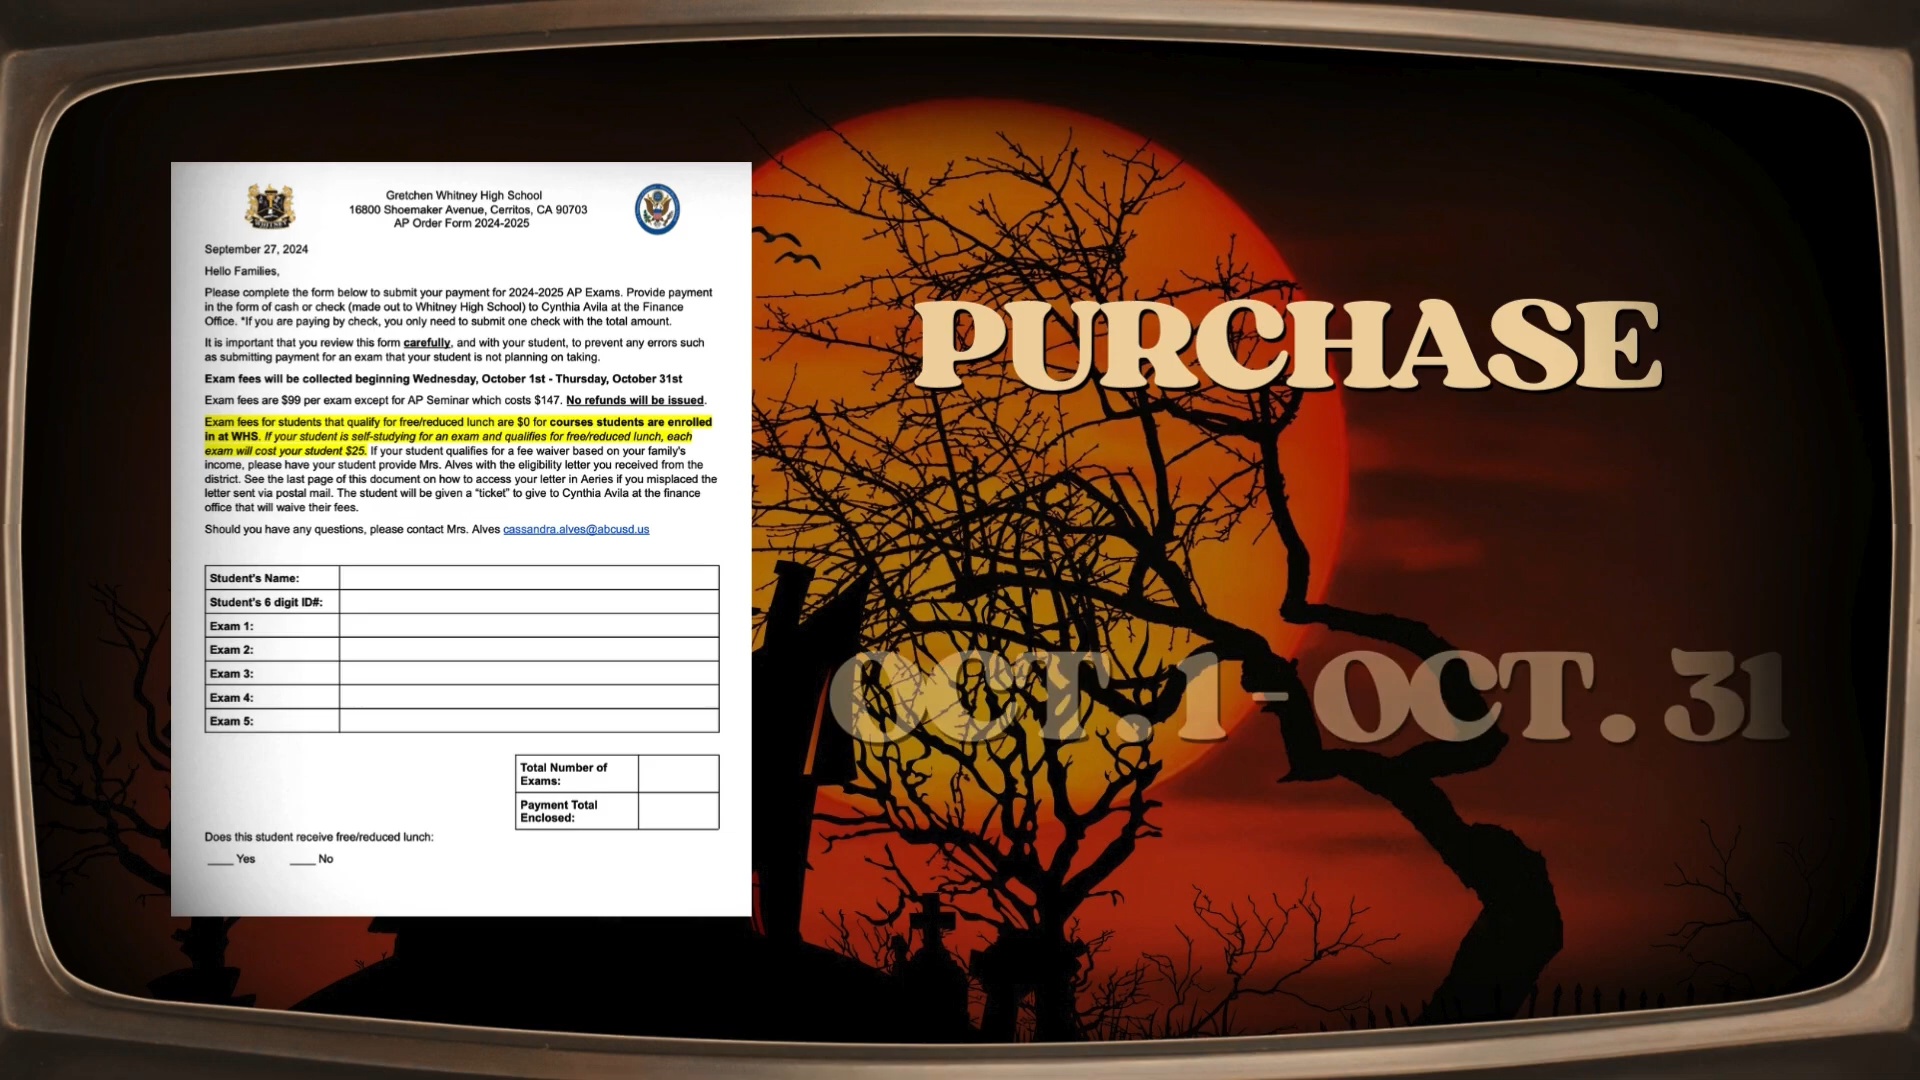 Gretchen Whitney High School
16800 Shoemaker Avenue, Cerritos, CA 90703
AP Order Form 2024-2025
WHITNEY
September 27, 2024
Hello Families,
Please complete the form below to submit your payment for 2024-2025 AP Exams. Provide payment
in the form of cash or check (made out to Whitney High School) to Cynthia Avila at the Finance
Office. *If you are paying by check, you only need to submit one check with the total amount.
It is important that you review this form carefully, and with your student, to prevent any errors such
as submitting payment for an exam that your student is not planning on taking.
Exam fees will be collected beginning Wednesday, October 1st - Thursday, October 31st
Exam fees are $99 per exam except for AP Seminar which costs $147. No refunds will be issued.
Exam fees for students that qualify for free/reduced lunch are $0 for courses students are enrolled
in at WHS. If your student is self-studying for an exam and qualifies for free/reduced lunch, each
exam will cost your student $25. If your student qualifies for a fee waiver based on your family's
income, please have your student provide Mrs. Alves with the eligibility letter you received from the
district. See the last page of this document on how to access your letter in Aeries if you misplaced the
letter sent via postal mail. The student will be given a "ticket" to give to Cynthia Avila at the finance
office that will waive their fees.
Should you have any questions, please contact Mrs. Alves cassandra.alves@abcusd.us
Student's Name:
Student's 6 digit ID#:
Exam 1:
Exam 2:
Exam 3:
Exam 4:
Exam 5:
Total Number of
Exams:
Payment Total
Enclosed:
Does this student receive free/reduced lunch:
____ Yes ____ No
PURCHASE
OCT. 1 - OCT. 31